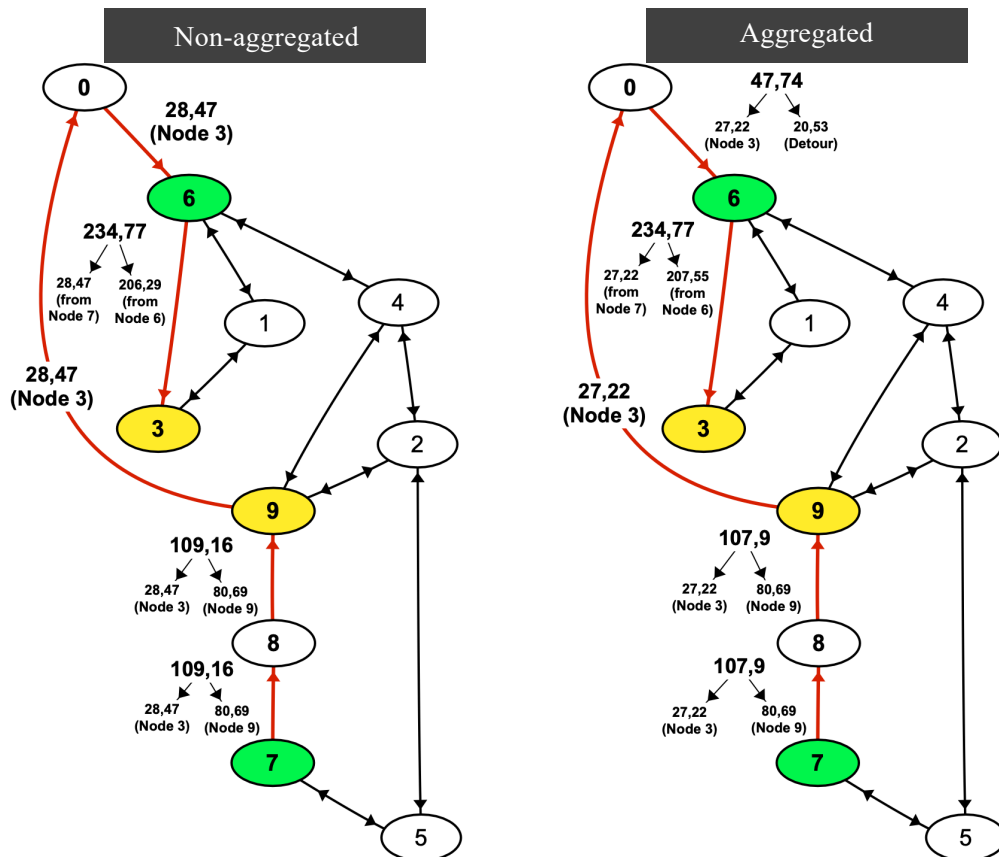 Non-aggregated
0
28,47
(Node 3)
6
234,77
28,47
(from
Node 7)
206,29
(from
Node 6)
4
1
28,47
(Node 3)
3
2
9
109,16
28,47
(Node 3)
80,69
(Node 9)
8
109,16
28,47
(Node 3)
80,69
(Node 9)
7
5
Aggregated
0
47,74
27,22
(Node 3)
20,53
(Detour)
6
234,77
27,22
(from
Node 7)
207,55
(from
Node 6)
4
1
27,22
(Node 3)
3
2
9
107,9
27,22
(Node 3)
80,69
(Node 9)
8
107,9
27,22
(Node 3)
80,69
(Node 9)
7
5